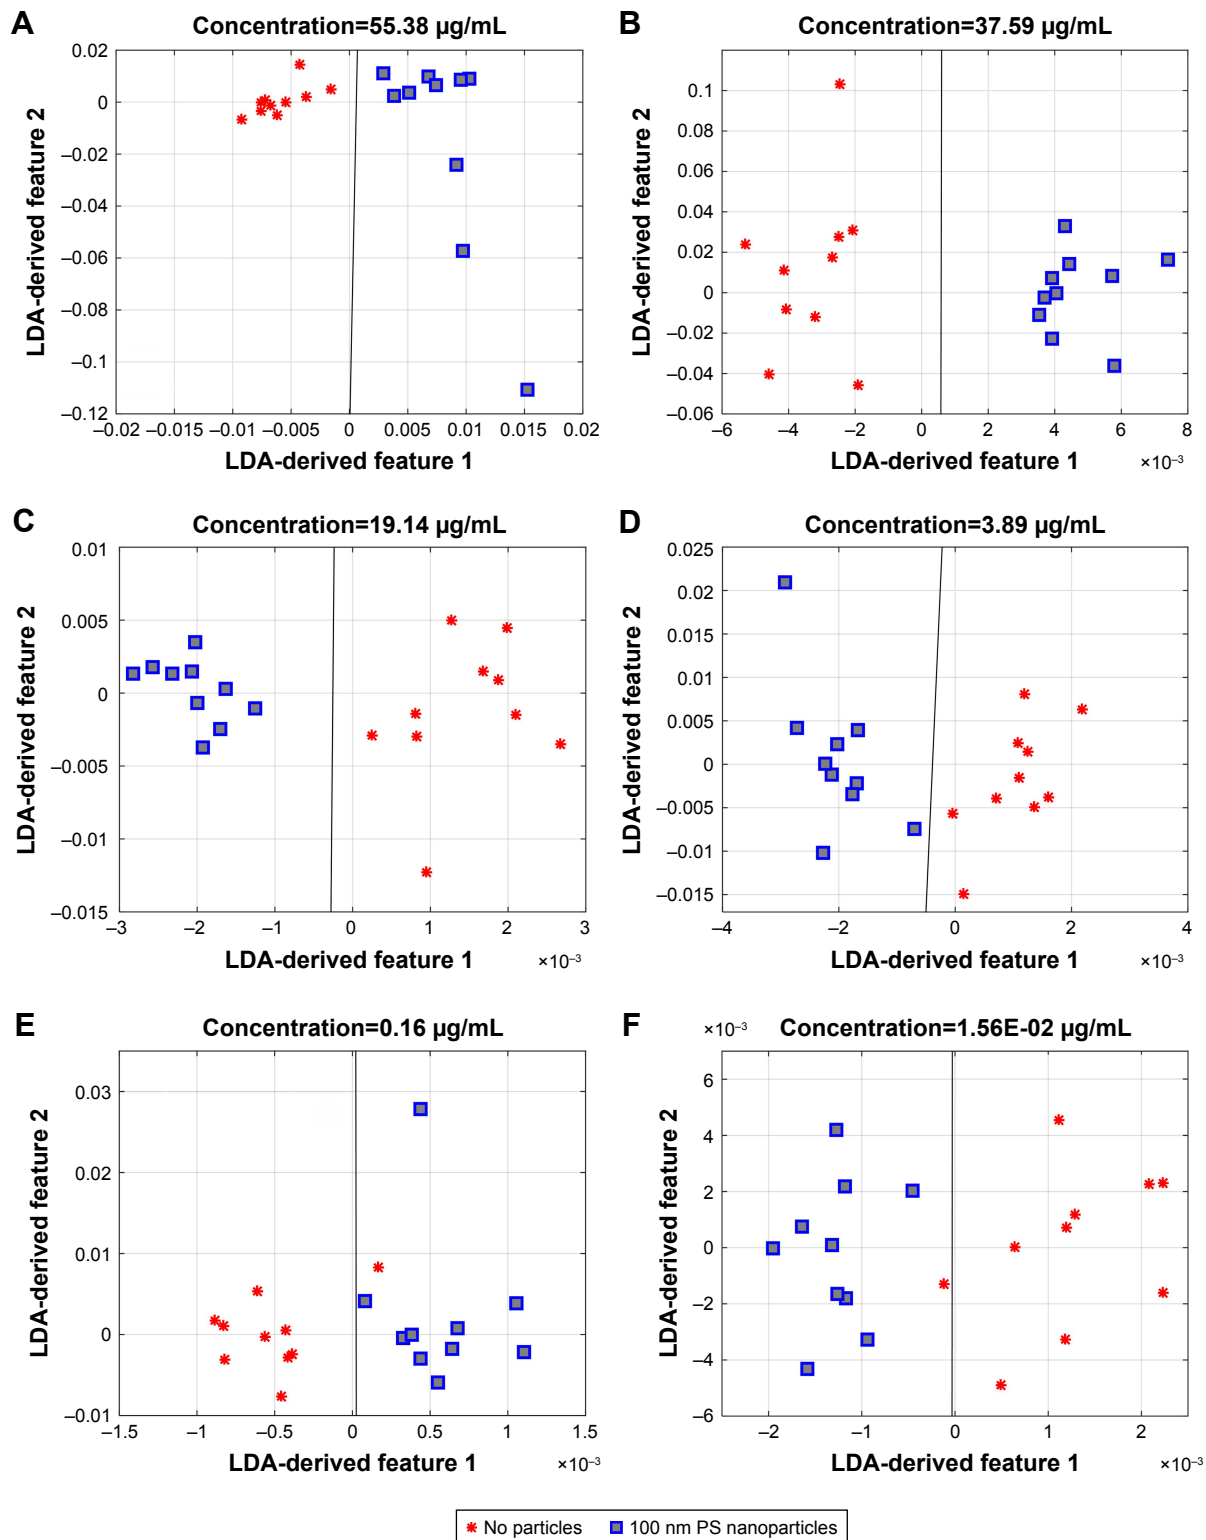 A
Concentration=55.38 µg/mL
0.02
0
–0.02
–0.04
–0.06
–0.08
–0.1
–0.12
LDA-derived feature 2
–0.02 –0.015 –0.01 –0.005 0 0.005 0.01 0.015 0.02
LDA-derived feature 1
B
Concentration=37.59 µg/mL
0.1
0.08
0.06
0.04
0.02
0
–0.02
–0.04
–0.06
LDA-derived feature 2
–6 –4 –2 0 2 4 6 8
LDA-derived feature 1 ×10–3
C
Concentration=19.14 µg/mL
0.01
0.005
0
–0.005
–0.01
–0.015
LDA-derived feature 2
–3 –2 –1 0 1 2 3
LDA-derived feature 1 ×10–3
D
Concentration=3.89 µg/mL
0.025
0.02
0.015
0.01
0.005
0
–0.005
–0.01
–0.015
LDA-derived feature 2
–4 –2 0 2 4
LDA-derived feature 1 ×10–3
E
Concentration=0.16 µg/mL
0.03
0.02
0.01
0
–0.01
LDA-derived feature 2
–1.5 –1 –0.5 0 0.5 1 1.5
LDA-derived feature 1 ×10–3
F
×10–3 Concentration=1.56E-02 µg/mL
6
4
2
0
–2
–4
–6
LDA-derived feature 2
–2 –1 0 1 2
LDA-derived feature 1 ×10–3
No particles 100 nm PS nanoparticles